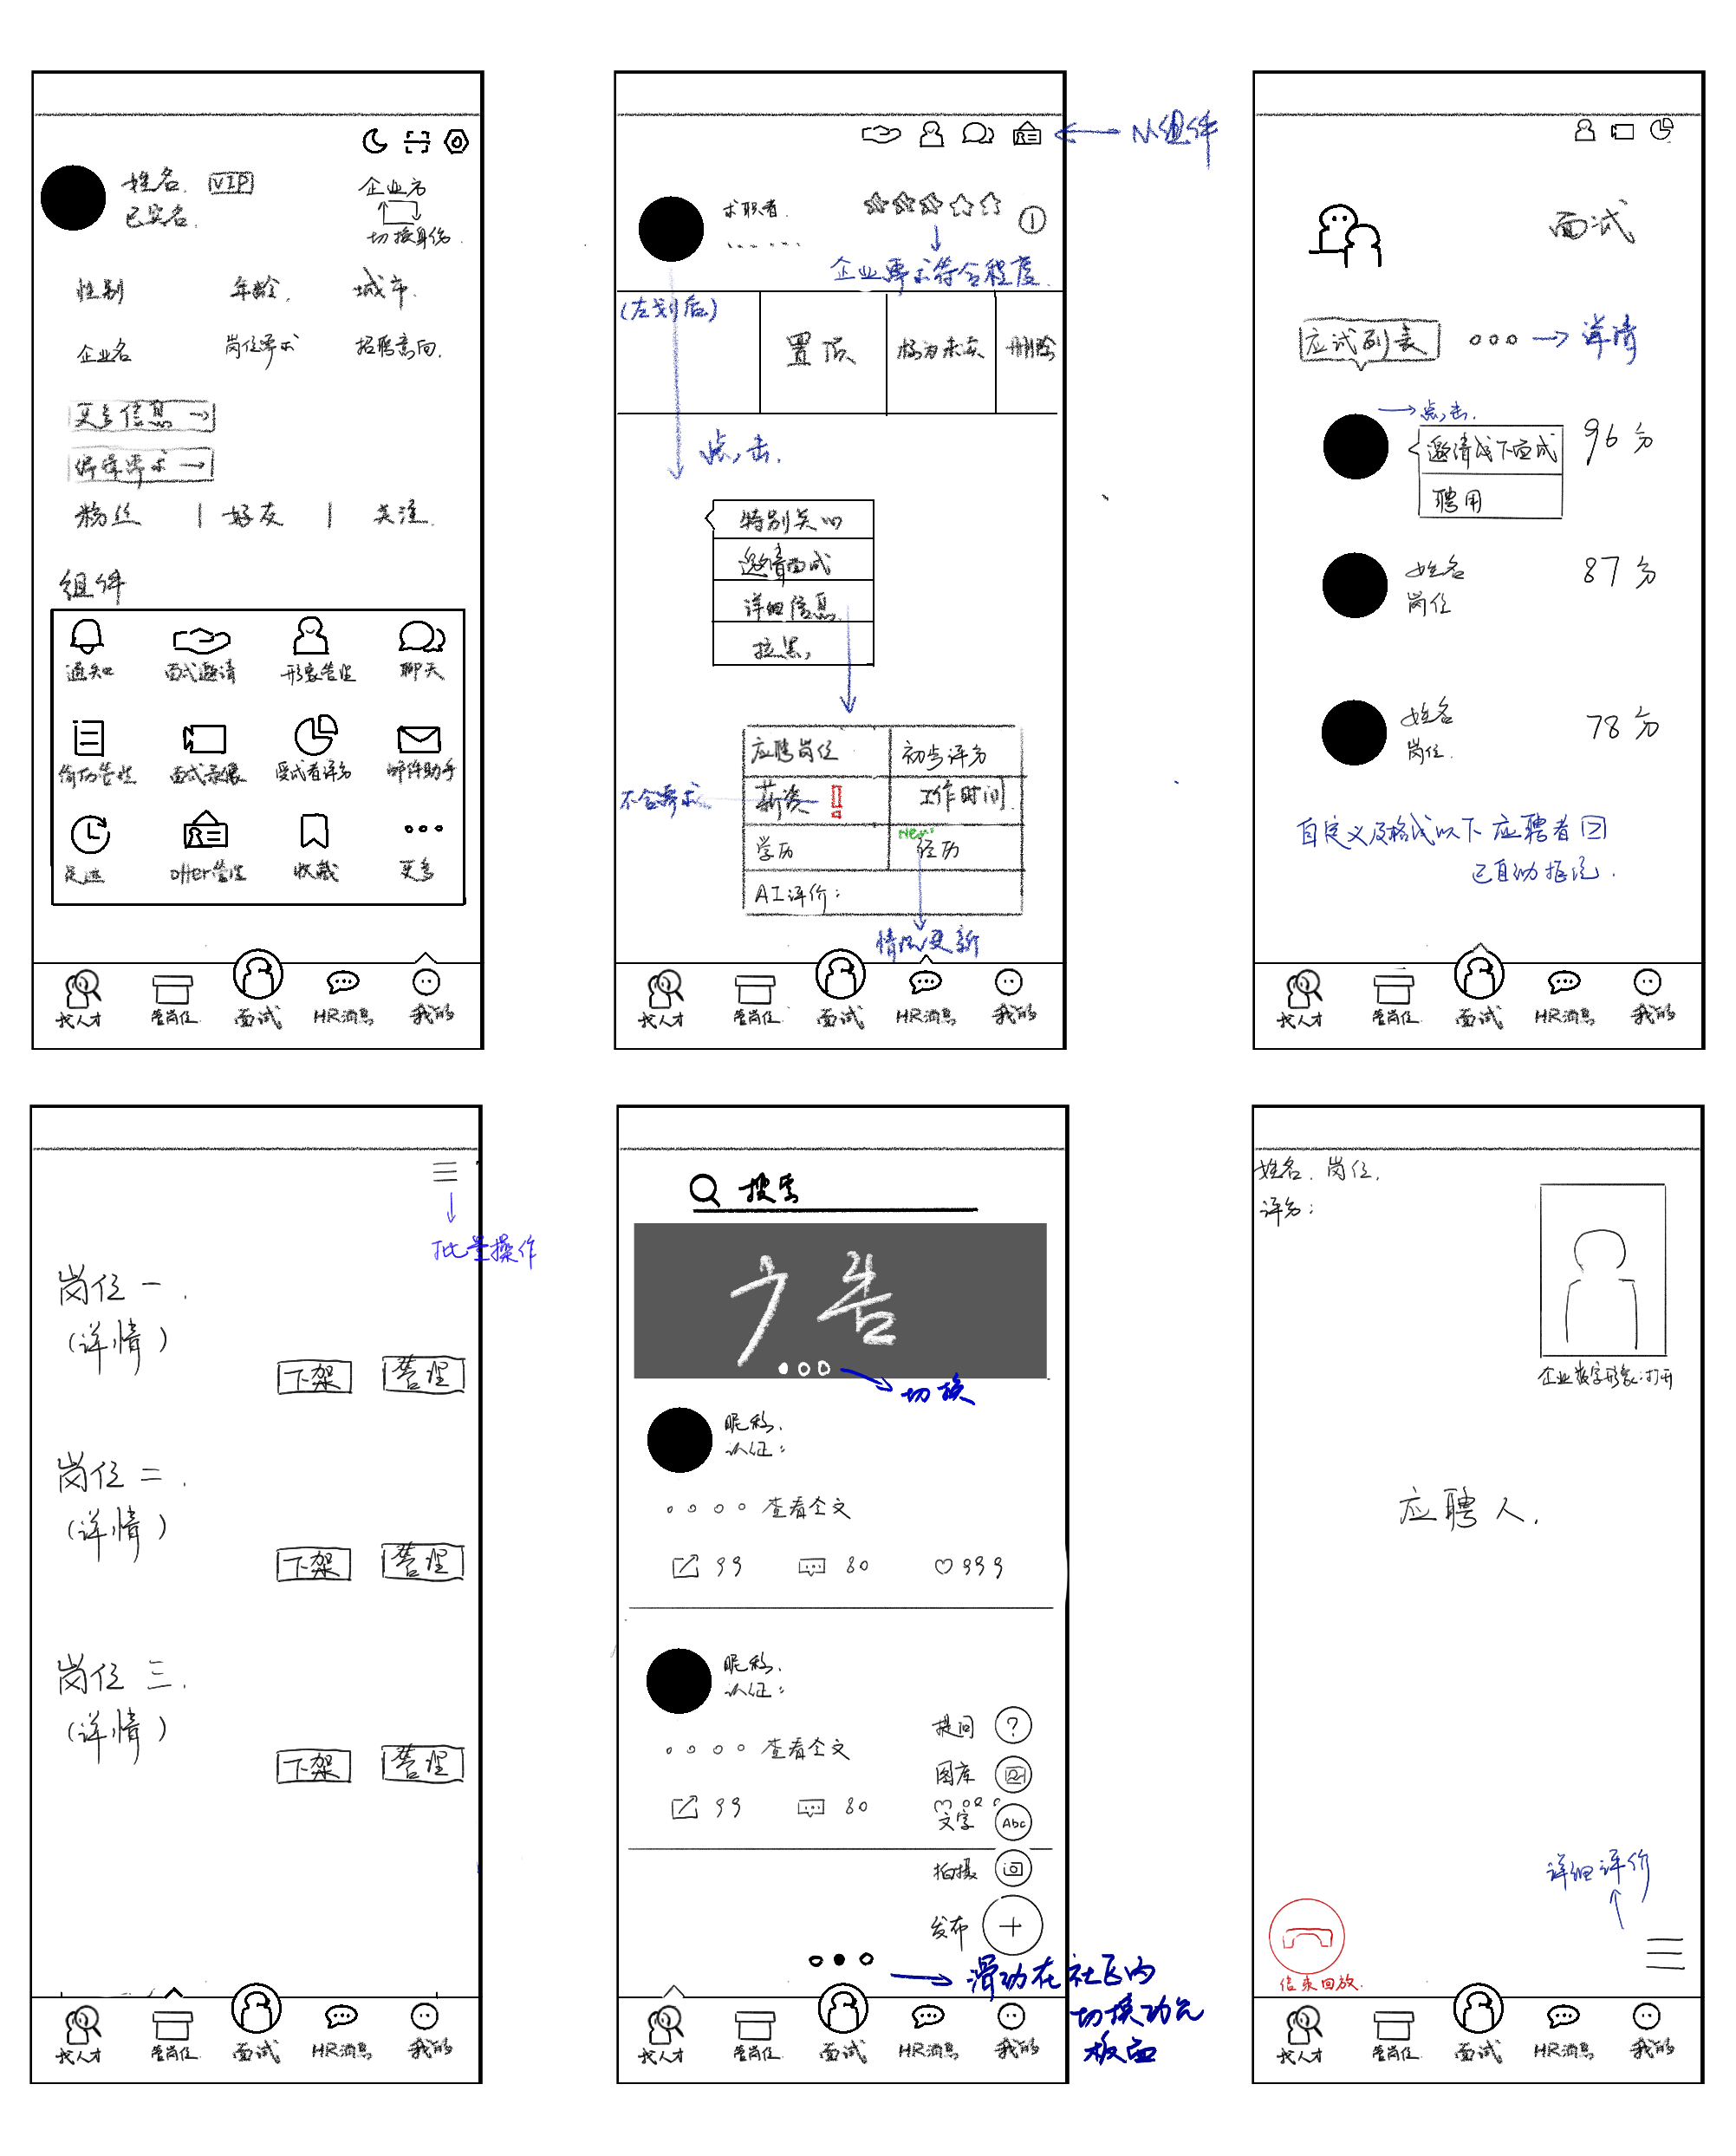 姓名. VIP
已实名.
企业方
切换身份.
性别 年龄. 城市.
企业名 岗位要求 招聘意向.
更多信息 →
编辑要求 →
粉丝 | 好友 | 关注.
组件
通知 面试邀请 形象管理 聊天
简历管理 面试录像 受试者评分 邮件助手
足迹 offer管理 收藏 更多
找人才 管岗位 面试 HR消息 我的
小组件
求职者.
企业要求符合程度.
(左划后)
置顶 标为未读 删除
点击.
特别关心
邀请面试
详细信息
拉黑
应聘岗位 初步评分
不合要求 薪资 ! 工作时间
学历 New! 经历
AI评价:
情况更新
找人才 管岗位 面试 HR消息 我的
面试
应试列表 → 详情
→点击.
邀请线下面试 96分
聘用
姓名 87分
岗位
姓名 78分
岗位.
自定义及格线以下应聘者
已自动推过.
找人才 管岗位 面试 HR消息 我的
批量操作
岗位一.
(详情)
下架 管理
岗位二.
(详情)
下架 管理
岗位三.
(详情)
下架 管理
找人才 管岗位 面试 HR消息 我的
搜索
广告
切换
昵称.
认证:
查看全文
99 80 999
昵称.
认证:
查看全文
99 80
提问 ?
图库
文字 Abc
拍摄
发布 +
滑动在社区内
切换功能
板面
找人才 管岗位 面试 HR消息 我的
姓名. 岗位.
评分:
企业数字形象:打开
应聘人.
详细评价
结束回放.
找人才 管岗位 面试 HR消息 我的